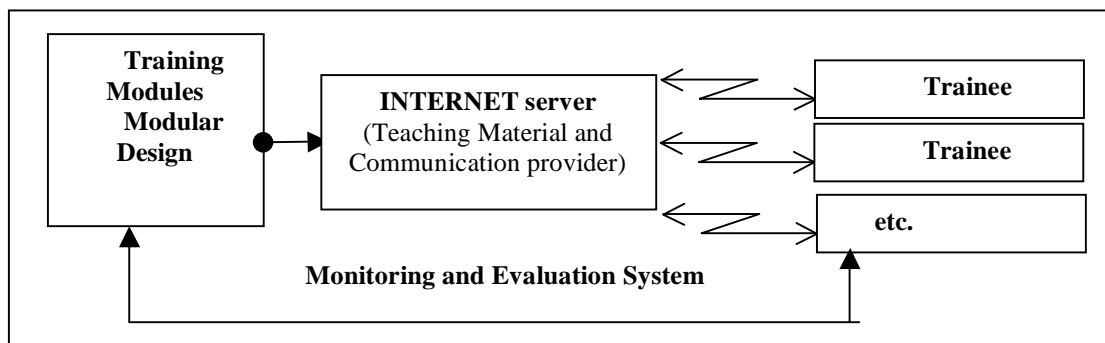 Training
Modules
Modular
Design
INTERNET server
(Teaching Material and
Communication provider)
Trainee
Trainee
etc.
Monitoring and Evaluation System